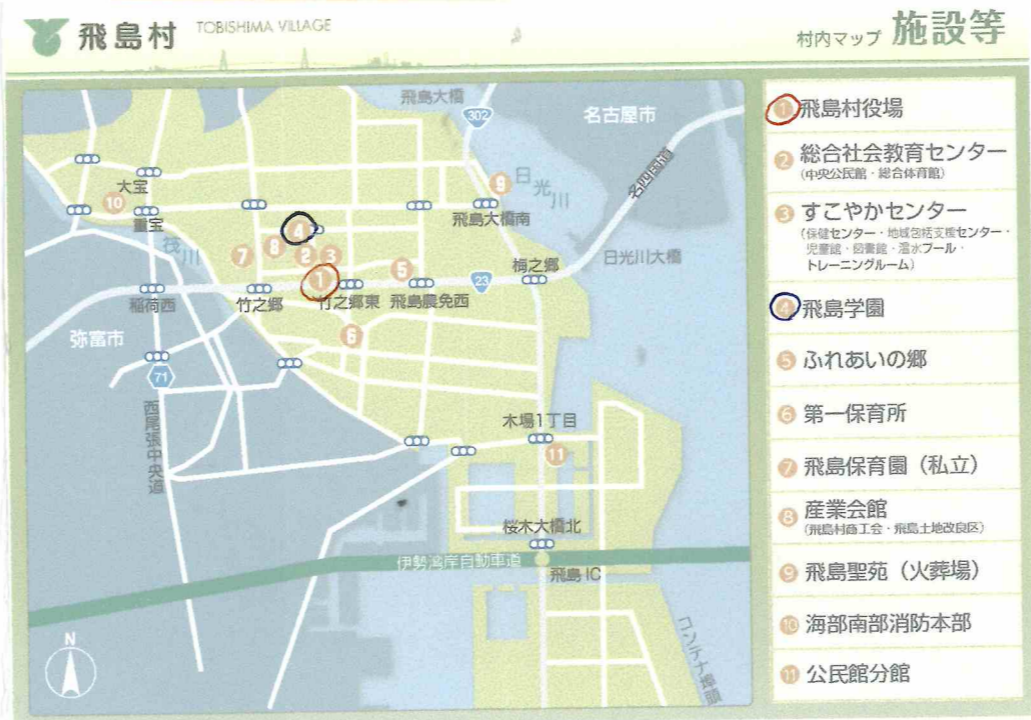 飛島村 TOBISHIMA VILLAGE
村内マップ 施設等
飛島大橋
302
名古屋市
名四国道
大宝
10
重宝
筏川
日光川
9
飛島大橋南
4
8
7
2
3
1
5
23
梅之郷
日光川大橋
稲荷西
竹之郷
竹之郷東
飛島農免西
弥富市
6
71
西尾張中央道
木場1丁目
11
桜木大橋北
伊勢湾岸自動車道
飛島IC
コンテナ埠頭
N
1 飛島村役場
2 総合社会教育センター
(中央公民館・総合体育館)
3 すこやかセンター
(保健センター・地域包括支援センター・
児童館・図書館・温水プール・
トレーニングルーム)
4 飛島学園
5 ふれあいの郷
6 第一保育所
7 飛島保育園（私立）
8 産業会館
(飛島村商工会・飛島土地改良区)
9 飛島聖苑（火葬場）
10 海部南部消防本部
11 公民館分館